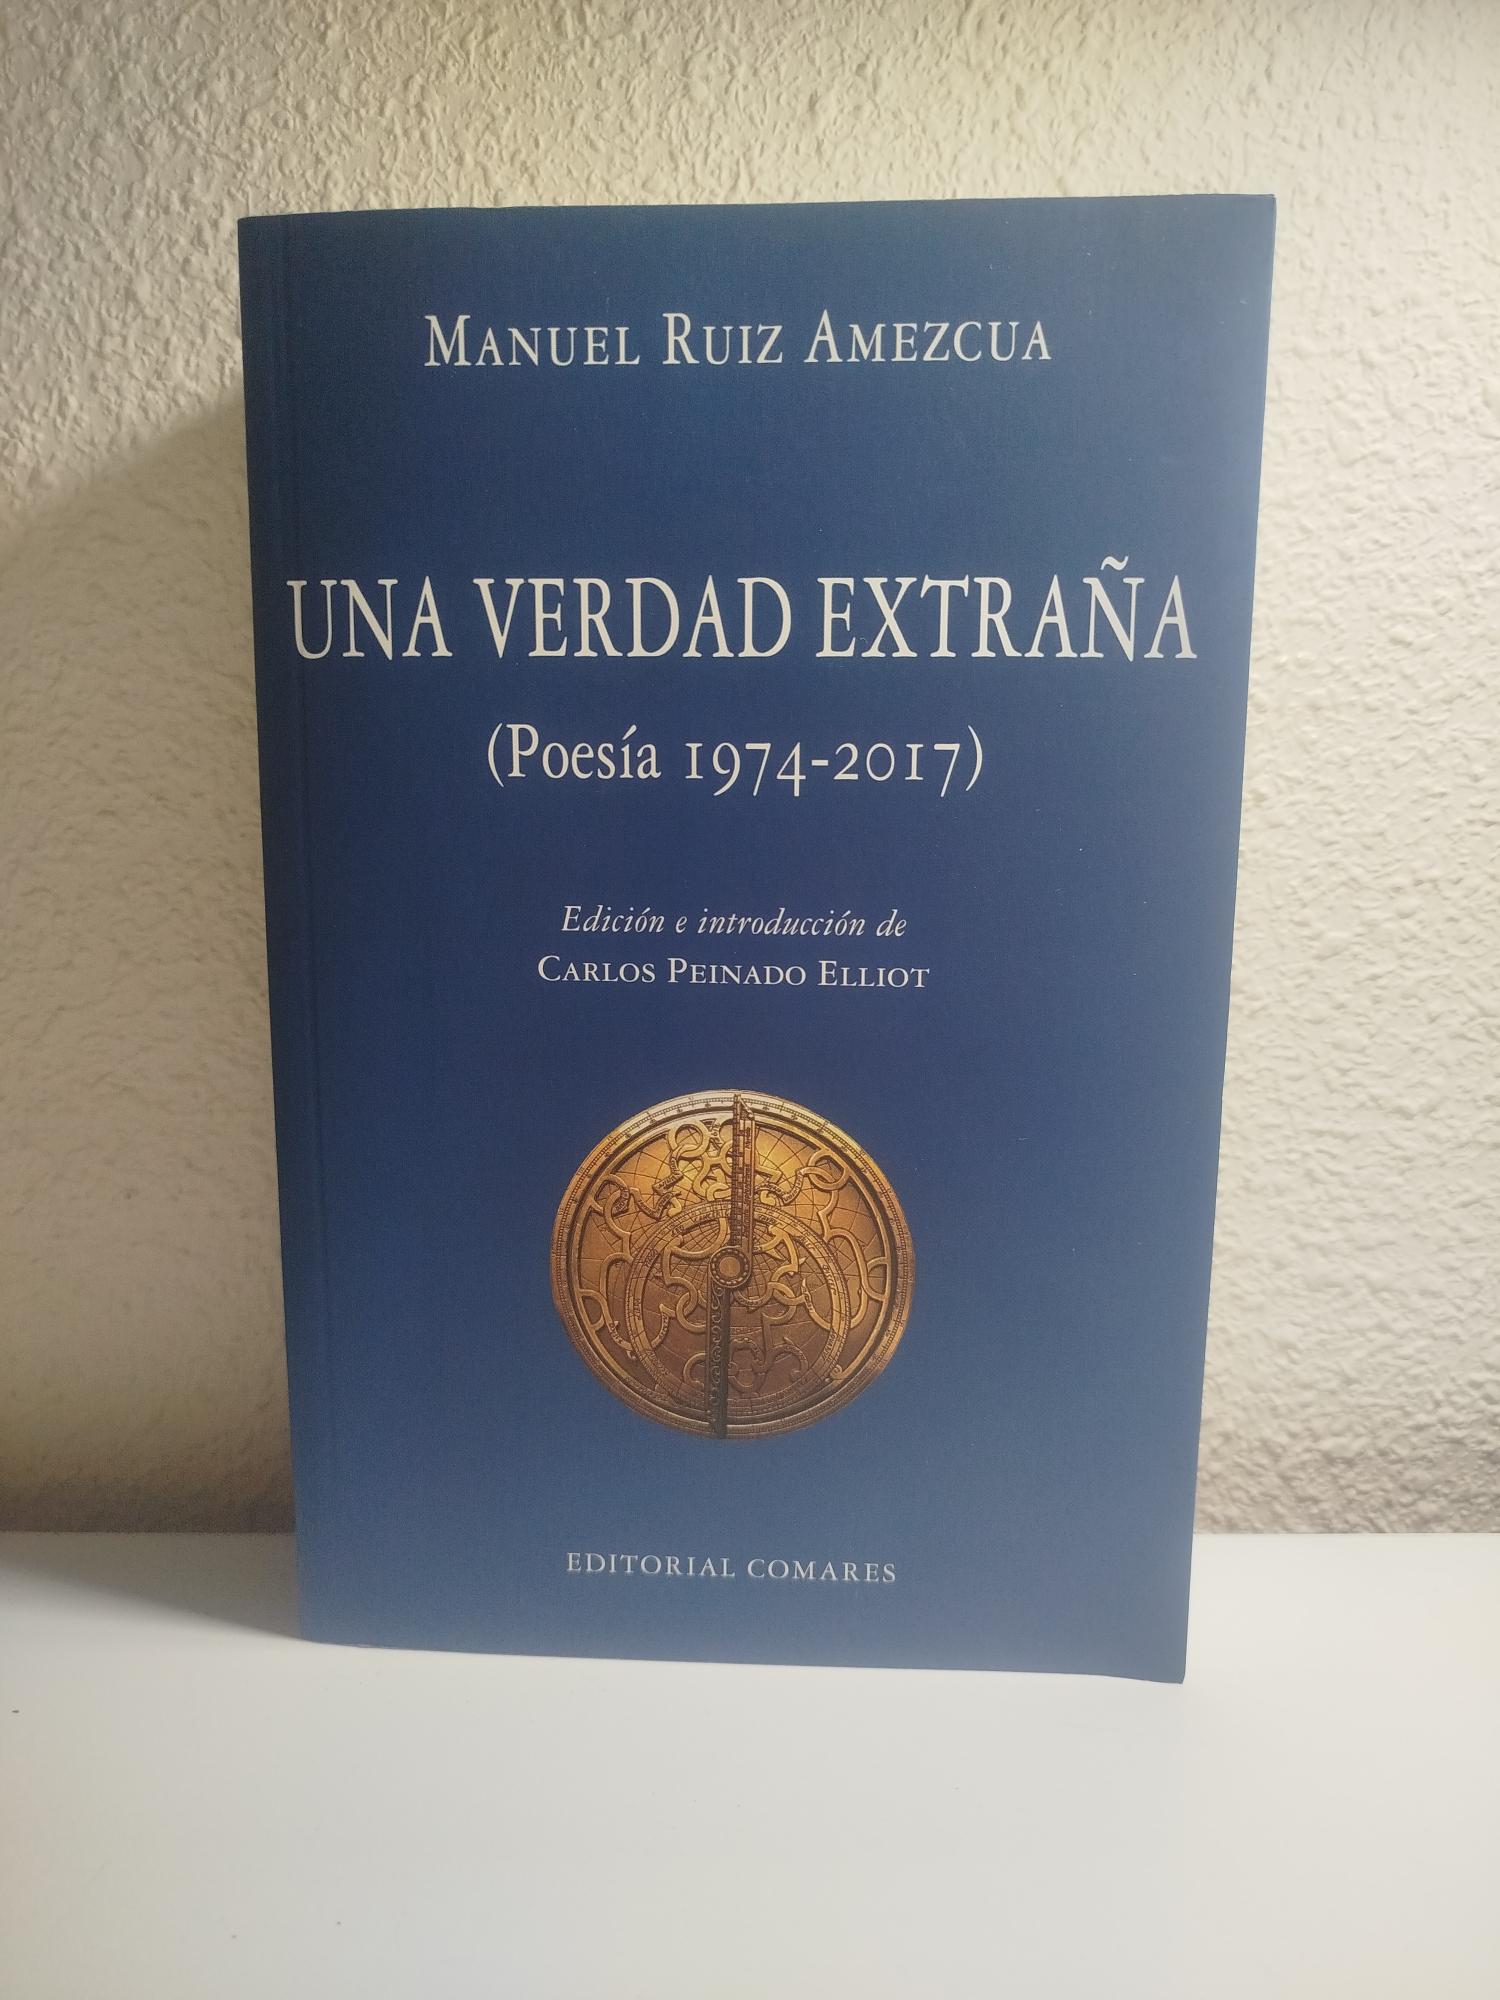 MANUEL RUIZ AMEZCUA
UNA VERDAD EXTRAÑA
(Poesía 1974-2017)
Edición e introducción de
CARLOS PEINADO ELLIOT
EDITORIAL COMARES